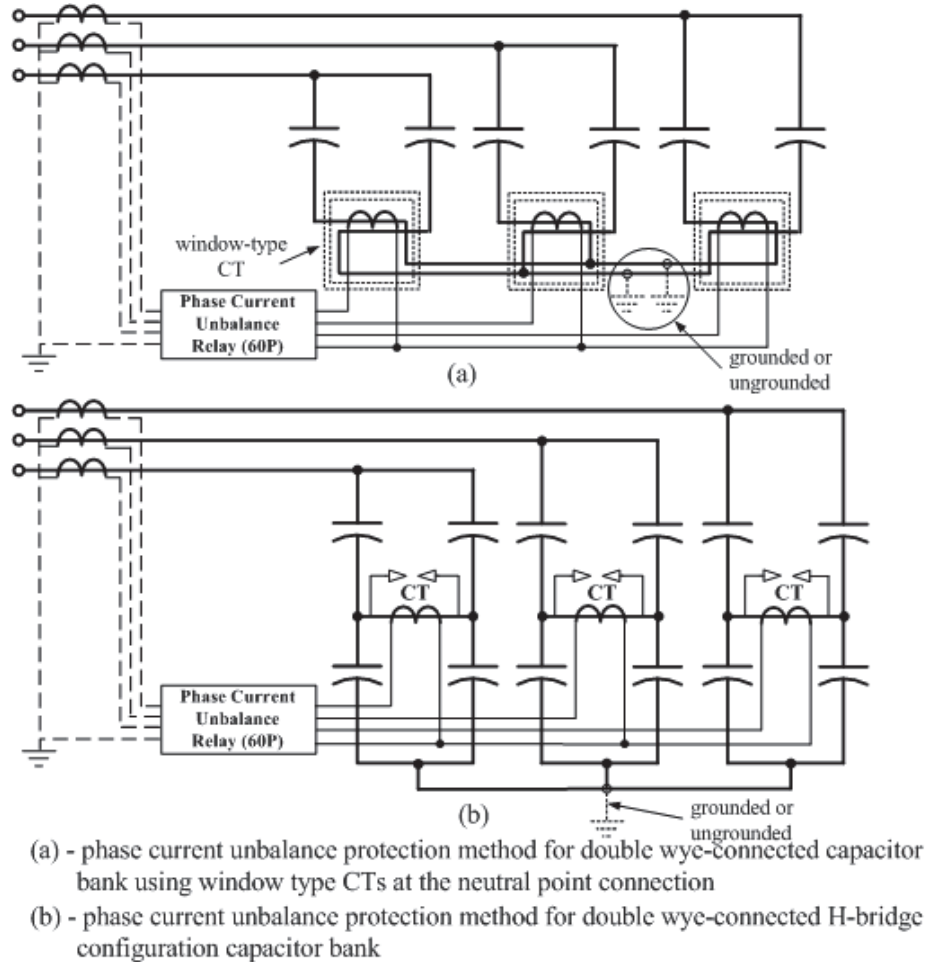 window-type
CT
Phase Current
Unbalance
Relay (60P)
grounded or
ungrounded
(a)
CT
CT
CT
Phase Current
Unbalance
Relay (60P)
grounded or
ungrounded
(b)
(a) - phase current unbalance protection method for double wye-connected capacitor
bank using window type CTs at the neutral point connection
(b) - phase current unbalance protection method for double wye-connected H-bridge
configuration capacitor bank